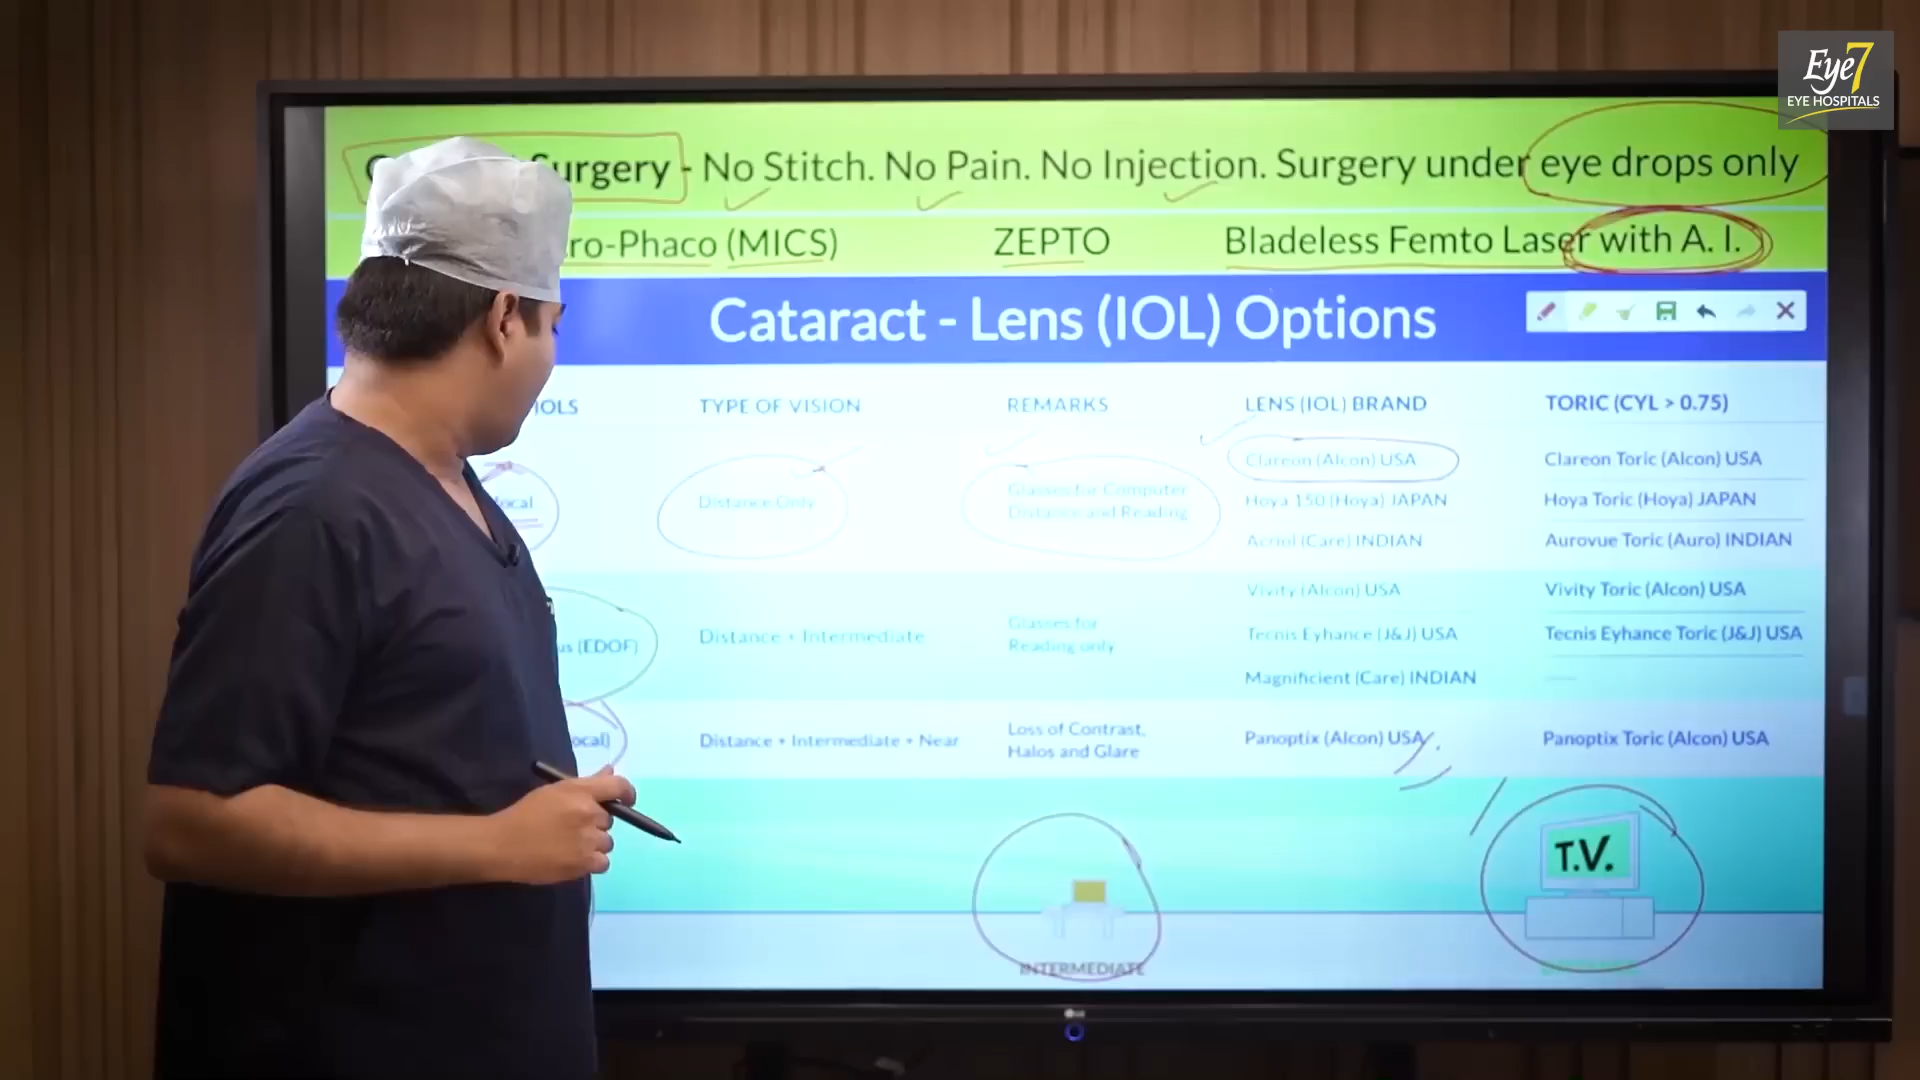 Eye7
EYE HOSPITALS
Surgery - No Stitch. No Pain. No Injection. Surgery under eye drops only
ro-Phaco (MICS) ZEPTO Bladeless Femto Laser with A. I.
Cataract - Lens (IOL) Options
IOLS TYPE OF VISION REMARKS LENS (IOL) BRAND TORIC (CYL > 0.75)
Clareon (Alcon) USA Clareon Toric (Alcon) USA
ocal Distance Only Glasses for Computer Distance and Reading Hoya 150 (Hoya) JAPAN Hoya Toric (Hoya) JAPAN
Acriol (Care) INDIAN Aurovue Toric (Auro) INDIAN
Vivity (Alcon) USA Vivity Toric (Alcon) USA
us (EDOF) Distance + Intermediate Glasses for Reading only Tecnis Eyhance (J&J) USA Tecnis Eyhance Toric (J&J) USA
Magnificient (Care) INDIAN
ocal) Distance + Intermediate + Near Loss of Contrast, Halos and Glare Panoptix (Alcon) USA Panoptix Toric (Alcon) USA
T.V.
INTERMEDIATE
LG